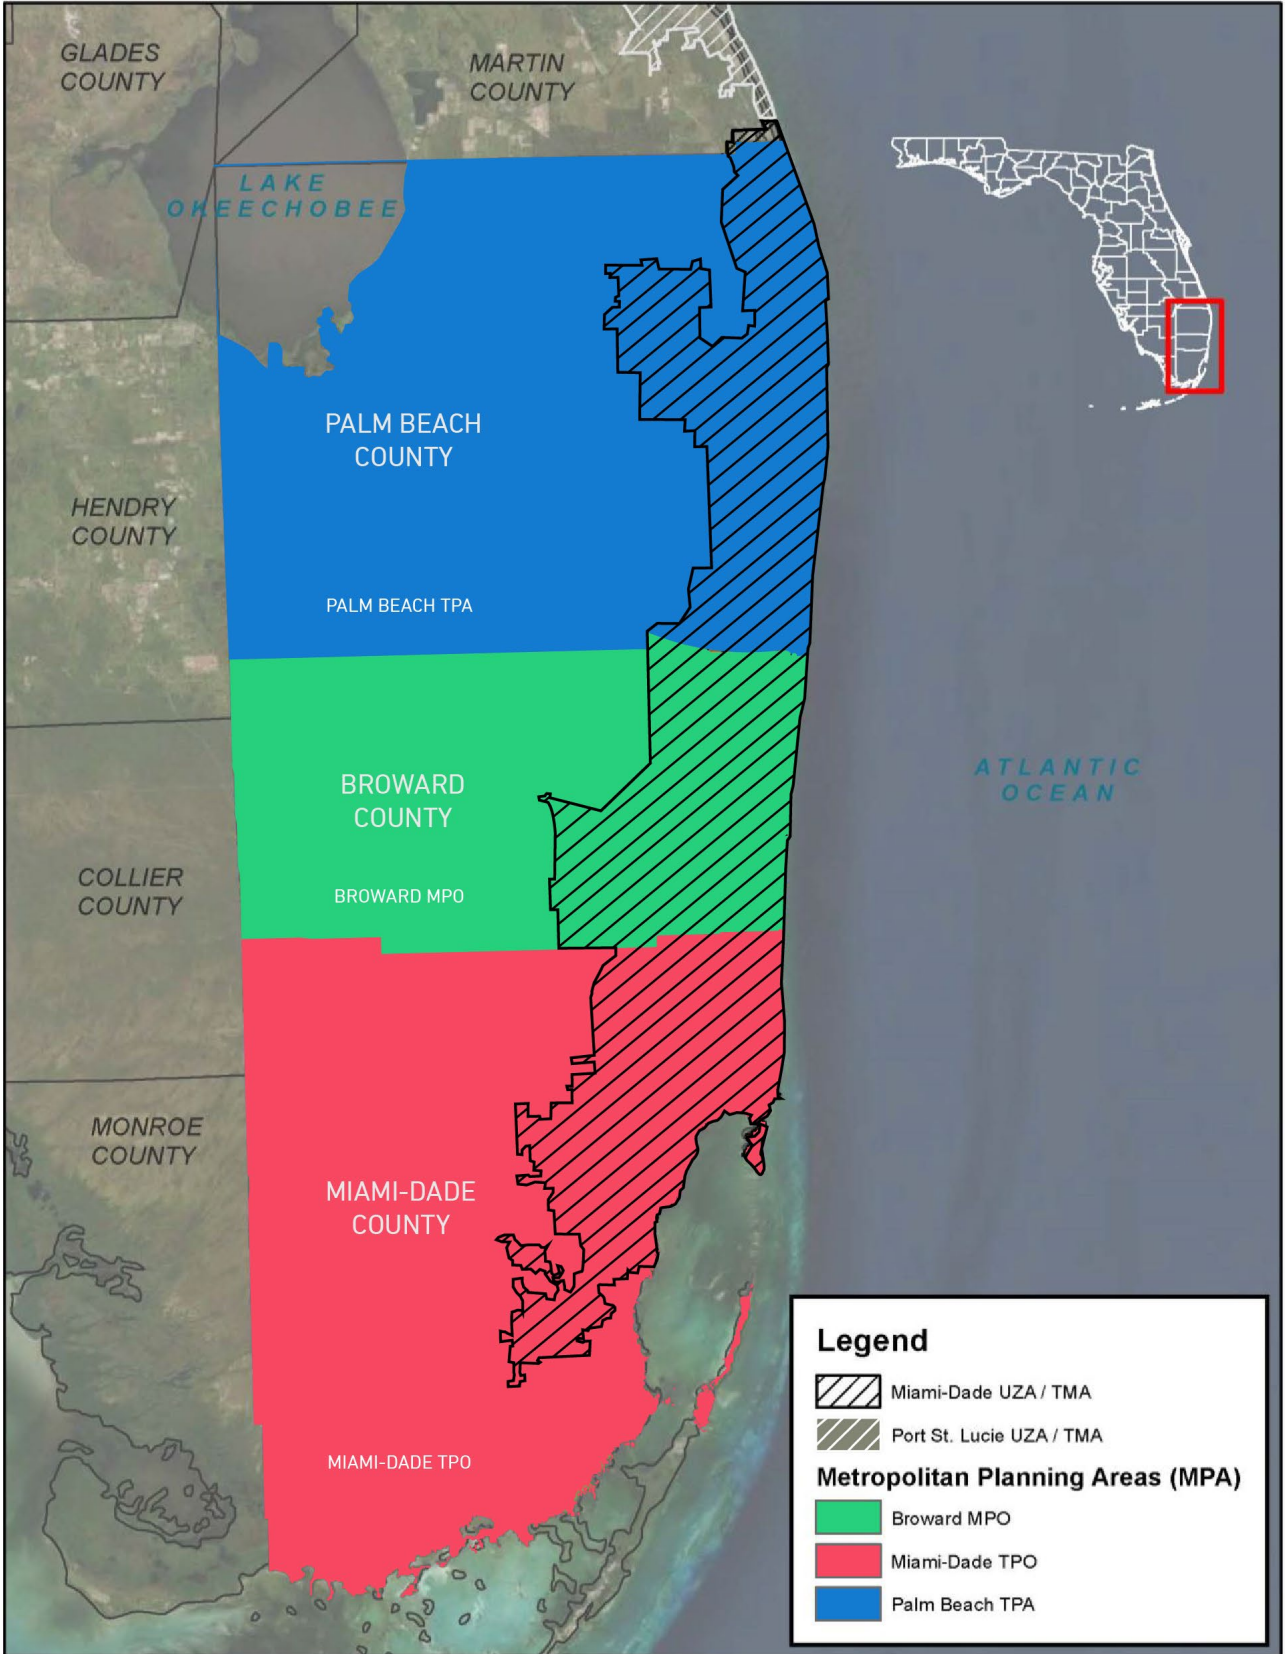 GLADES
COUNTY
MARTIN
COUNTY
LAKE
OKEECHOBEE
PALM BEACH
COUNTY
HENDRY
COUNTY
PALM BEACH TPA
BROWARD
COUNTY
ATLANTIC
OCEAN
COLLIER
COUNTY
BROWARD MPO
MONROE
COUNTY
MIAMI-DADE
COUNTY
MIAMI-DADE TPO
Legend
Miami-Dade UZA / TMA
Port St. Lucie UZA / TMA
Metropolitan Planning Areas (MPA)
Broward MPO
Miami-Dade TPO
Palm Beach TPA